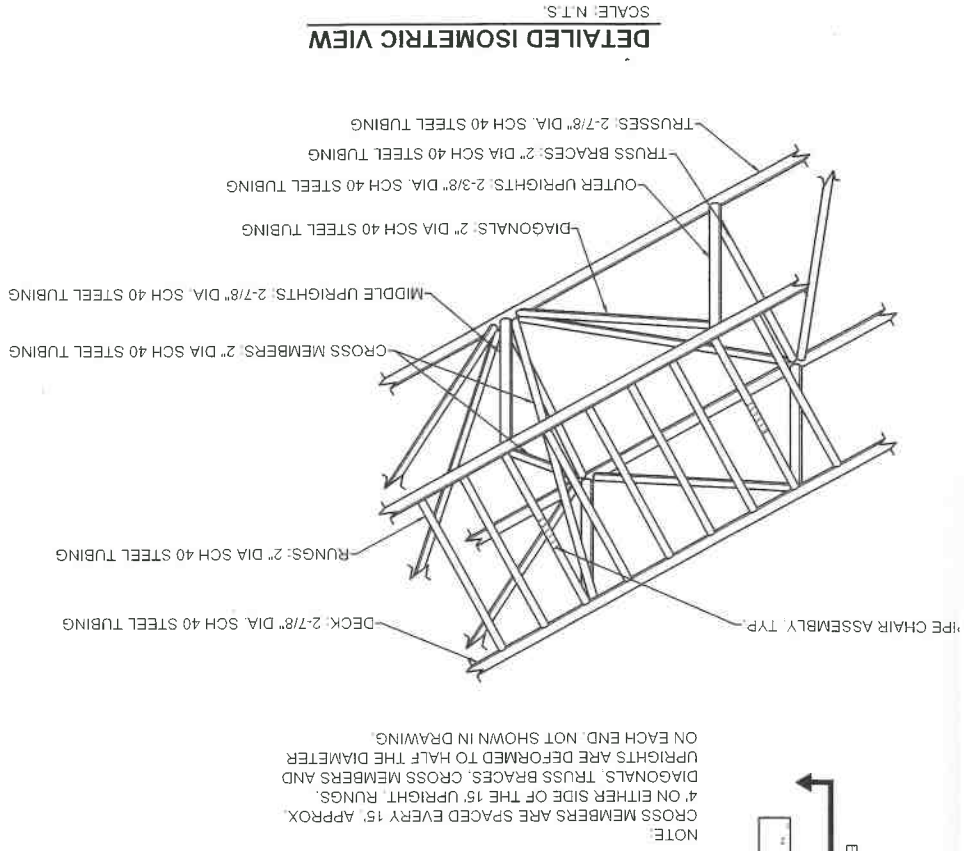 E
NOTE:
CROSS MEMBERS ARE SPACED EVERY 15', APPROX.
4' ON EITHER SIDE OF THE 15' UPRIGHT. RUNGS,
DIAGONALS, TRUSS BRACES, CROSS MEMBERS AND
UPRIGHTS ARE DEFORMED TO HALF THE DIAMETER
ON EACH END. NOT SHOWN IN DRAWING.
IPE CHAIR ASSEMBLY, TYP.
DECK: 2-7/8" DIA. SCH 40 STEEL TUBING
RUNGS: 2" DIA SCH 40 STEEL TUBING
CROSS MEMBERS: 2" DIA SCH 40 STEEL TUBING
MIDDLE UPRIGHTS: 2-7/8" DIA. SCH 40 STEEL TUBING
DIAGONALS: 2" DIA SCH 40 STEEL TUBING
OUTER UPRIGHTS: 2-3/8" DIA. SCH 40 STEEL TUBING
TRUSS BRACES: 2" DIA SCH 40 STEEL TUBING
TRUSSES: 2-7/8" DIA. SCH 40 STEEL TUBING
DETAILED ISOMETRIC VIEW
SCALE: N.T.S.